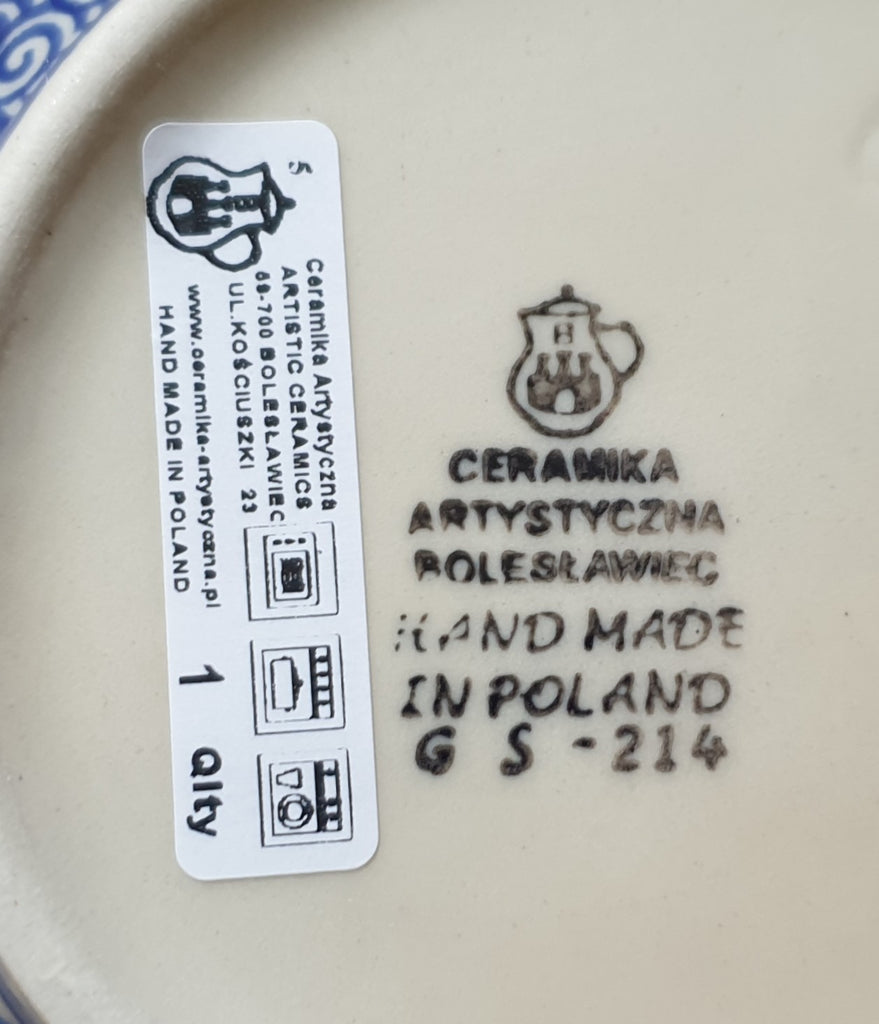 5
Ceramika Artystyczna
ARTISTIC CERAMICS
59-700 BOLESŁAWIEC
UL.KOŚCIUSZKI 23
www.ceramika-artystyczna.pl
HAND MADE IN POLAND
1 Qlty
B
CERAMIKA
ARTYSTYCZNA
BOLESŁAWIEC
HAND MADE
IN POLAND
G S -214